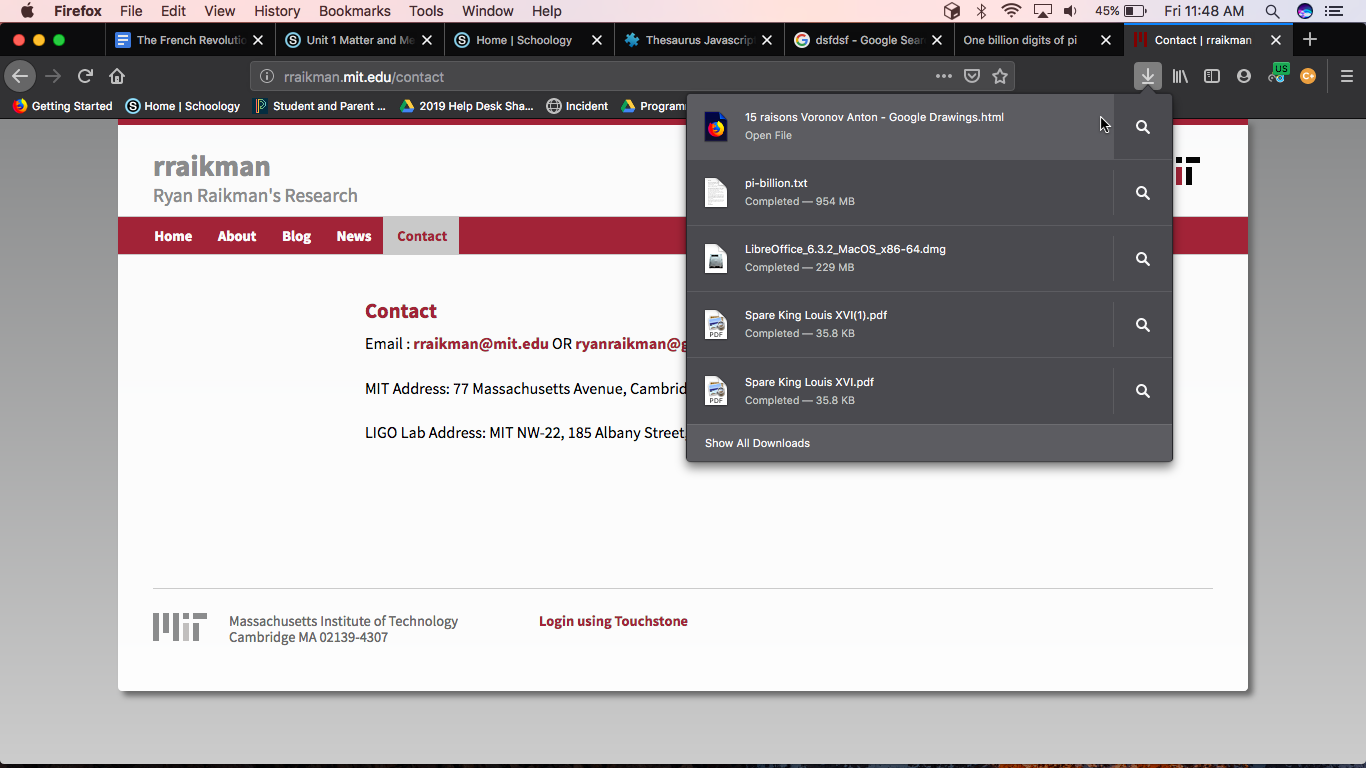 Firefox File Edit View History Bookmarks Tools Window Help 45% Fri 11:48 AM
The French Revolutio Unit 1 Matter and Me Home | Schoology Thesaurus Javascrip dsfdsf - Google Sear One billion digits of pi Contact | rraikman
rraikman.mit.edu/contact US C+
Getting Started Home | Schoology Student and Parent ... 2019 Help Desk Sha... Incident Program
15 raisons Voronov Anton - Google Drawings.html
Open File
pi-billion.txt
Completed — 954 MB
LibreOffice_6.3.2_MacOS_x86-64.dmg
Completed — 229 MB
Spare King Louis XVI(1).pdf
Completed — 35.8 KB
Spare King Louis XVI.pdf
Completed — 35.8 KB
Show All Downloads
rraikman
Ryan Raikman's Research
Home About Blog News Contact
Contact
Email : rraikman@mit.edu OR ryanraikman@g
MIT Address: 77 Massachusetts Avenue, Cambrid
LIGO Lab Address: MIT NW-22, 185 Albany Street,
MIT Massachusetts Institute of Technology Login using Touchstone
Cambridge MA 02139-4307